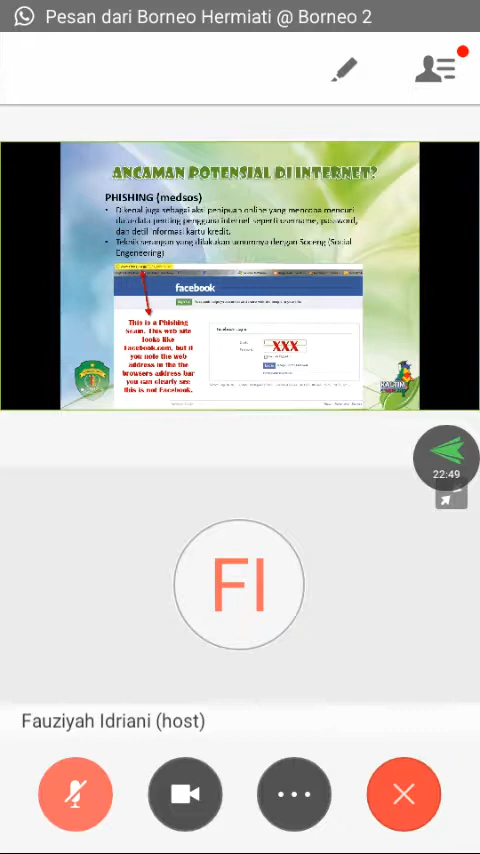 Pesan dari Borneo Hermiati @ Borneo 2
ANCAMAN POTENSIAL DI INTERNET?
PHISHING (medsos)
• Dikenal juga sebagai aksi penipuan online yang mencoba mencuri
data-data penting pengguna internet seperti username, password,
dan detil informasi kartu kredit.
• Teknik serangan yang dilakukan umumnya dengan Soceng (Social
Engeneering)
facebook
This is a Phishing
Scam. This web site
looks like
Facebook.com, but if
you note the web
address in the the
browsers address bar
you can clearly see
this is not Facebook.
Facebook Login
XXX
KALTIM
22:49
FI
Fauziyah Idriani (host)